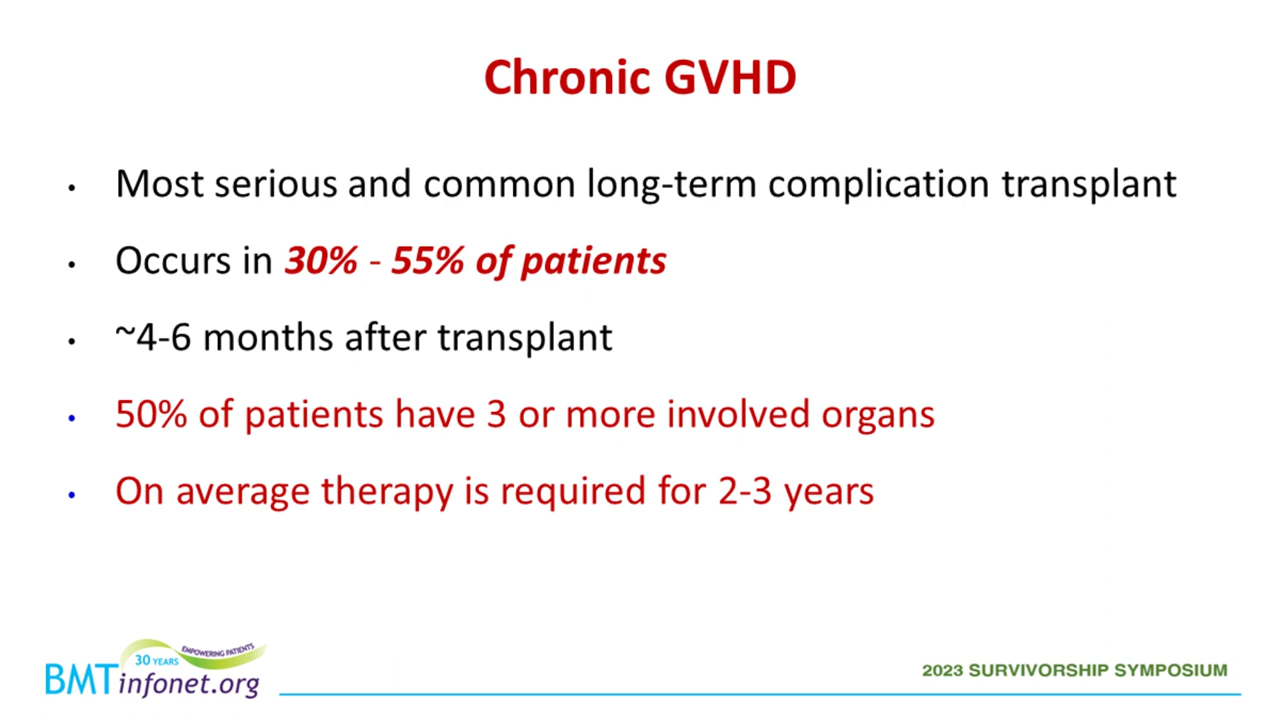 Chronic GVHD
• Most serious and common long-term complication transplant
• Occurs in 30% - 55% of patients
• ~4-6 months after transplant
• 50% of patients have 3 or more involved organs
• On average therapy is required for 2-3 years
30 YEARS EMPOWERING PATIENTS
BMTinfonet.org
2023 SURVIVORSHIP SYMPOSIUM